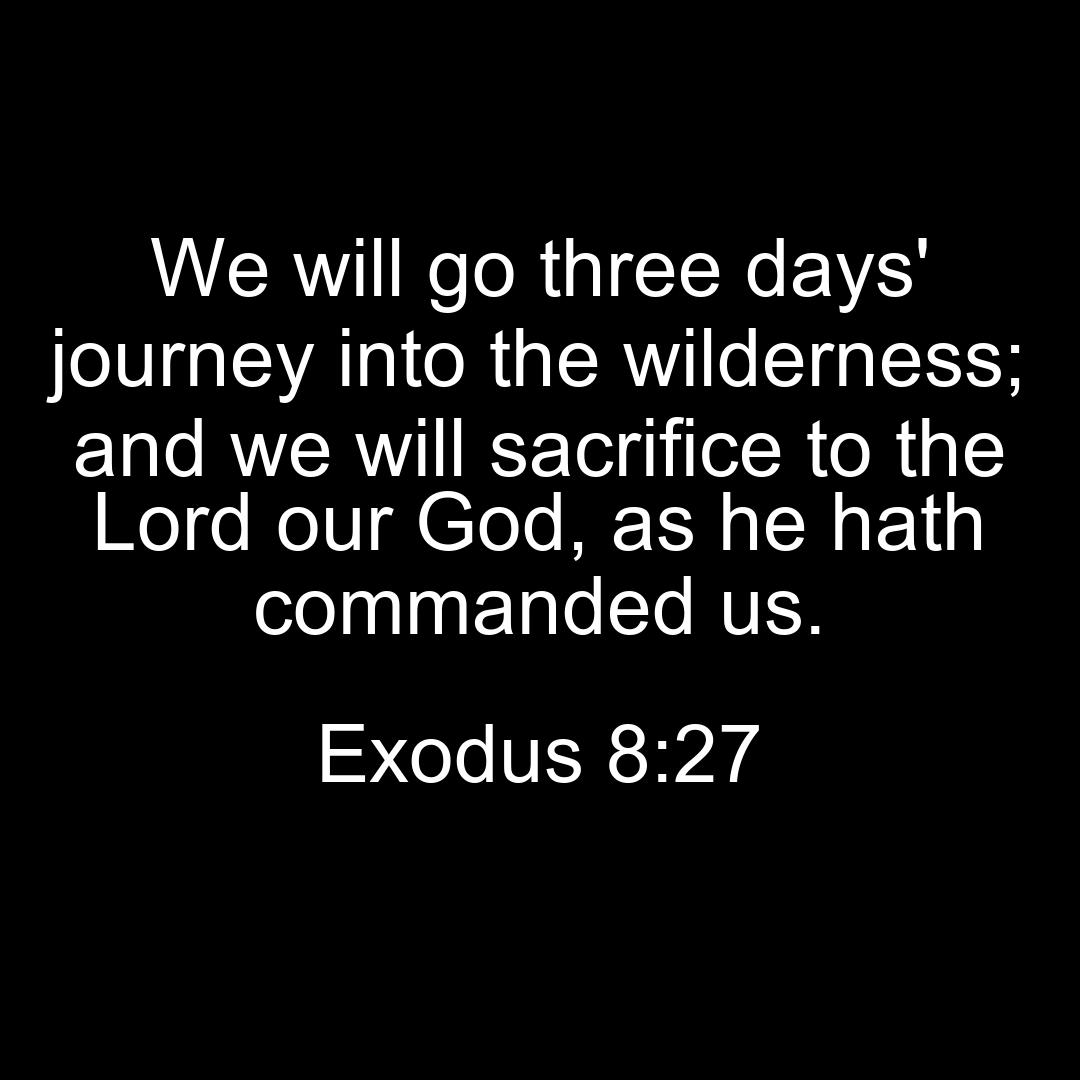 We will go three days'
journey into the wilderness;
and we will sacrifice to the
Lord our God, as he hath
commanded us.
Exodus 8:27